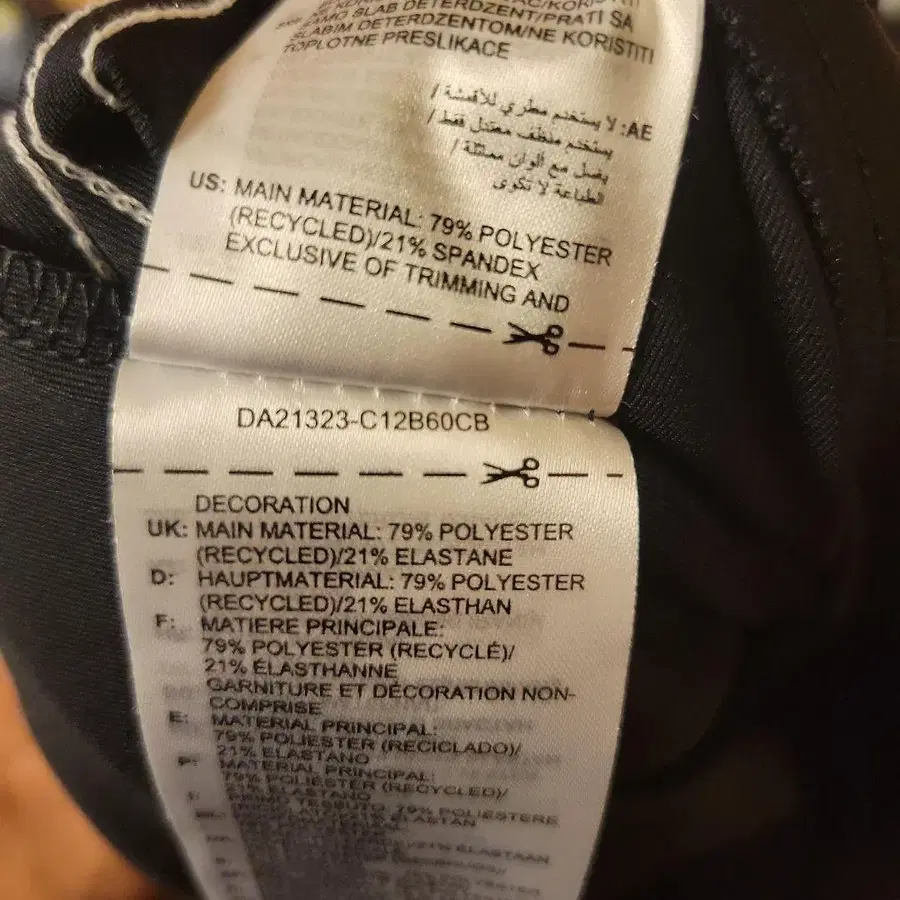 ZAMO SLAB DETERDZENT/PRATI SA
SLABIM DETERDZENTOM/NE KORISTITI
TOPLOTNE PRESLIKACE
AE: لا يستخدم مطري للأقمشة /
يستخدم منظف معتدل فقط /
يغسل مع ألوان مماثلة /
الطباعة لا تكوى
US: MAIN MATERIAL: 79% POLYESTER
(RECYCLED)/21% SPANDEX
EXCLUSIVE OF TRIMMING AND
DA21323-C12B60CB
DECORATION
UK: MAIN MATERIAL: 79% POLYESTER
(RECYCLED)/21% ELASTANE
D: HAUPTMATERIAL: 79% POLYESTER
(RECYCLED)/21% ELASTHAN
F: MATIERE PRINCIPALE:
79% POLYESTER (RECYCLÉ)/
21% ÉLASTHANNE
GARNITURE ET DÉCORATION NON-
COMPRISE
E: MATERIAL PRINCIPAL:
79% POLIESTER (RECICLADO)/
21% ELASTANO
P: MATERIAL PRINCIPAL:
79% POLIESTER (RECYCLED)/
21% ELASTANO
PRIMO TESSUTO: 79% POLIESTERE